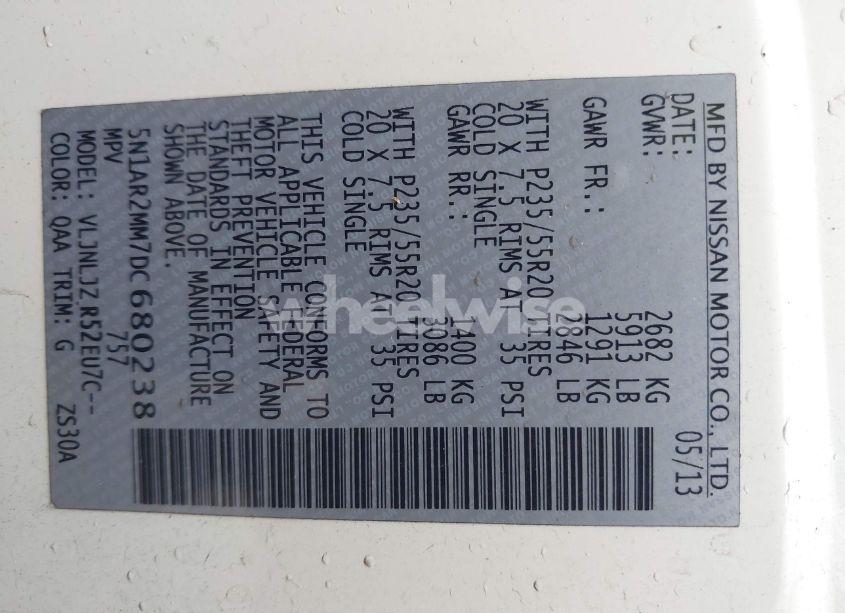 MFD BY NISSAN MOTOR CO., LTD.
DATE: 05/13
GVWR: 2682 KG
5913 LB
GAWR FR.: 1291 KG
2846 LB
WITH P235/55R20 TIRES
20 X 7.5 RIMS AT 35 PSI
COLD SINGLE
GAWR RR.: 1400 KG
3086 LB
WITH P235/55R20 TIRES
20 X 7.5 RIMS AT 35 PSI
COLD SINGLE
THIS VEHICLE CONFORMS TO
ALL APPLICABLE FEDERAL
MOTOR VEHICLE SAFETY AND
THEFT PREVENTION
STANDARDS IN EFFECT ON
THE DATE OF MANUFACTURE
SHOWN ABOVE.
5N1AR2MM7DC680238
MPV 757
MODEL: VLJNLJZ R52EU7C--
COLOR: QAA TRIM: G ZS30A
wheelwise